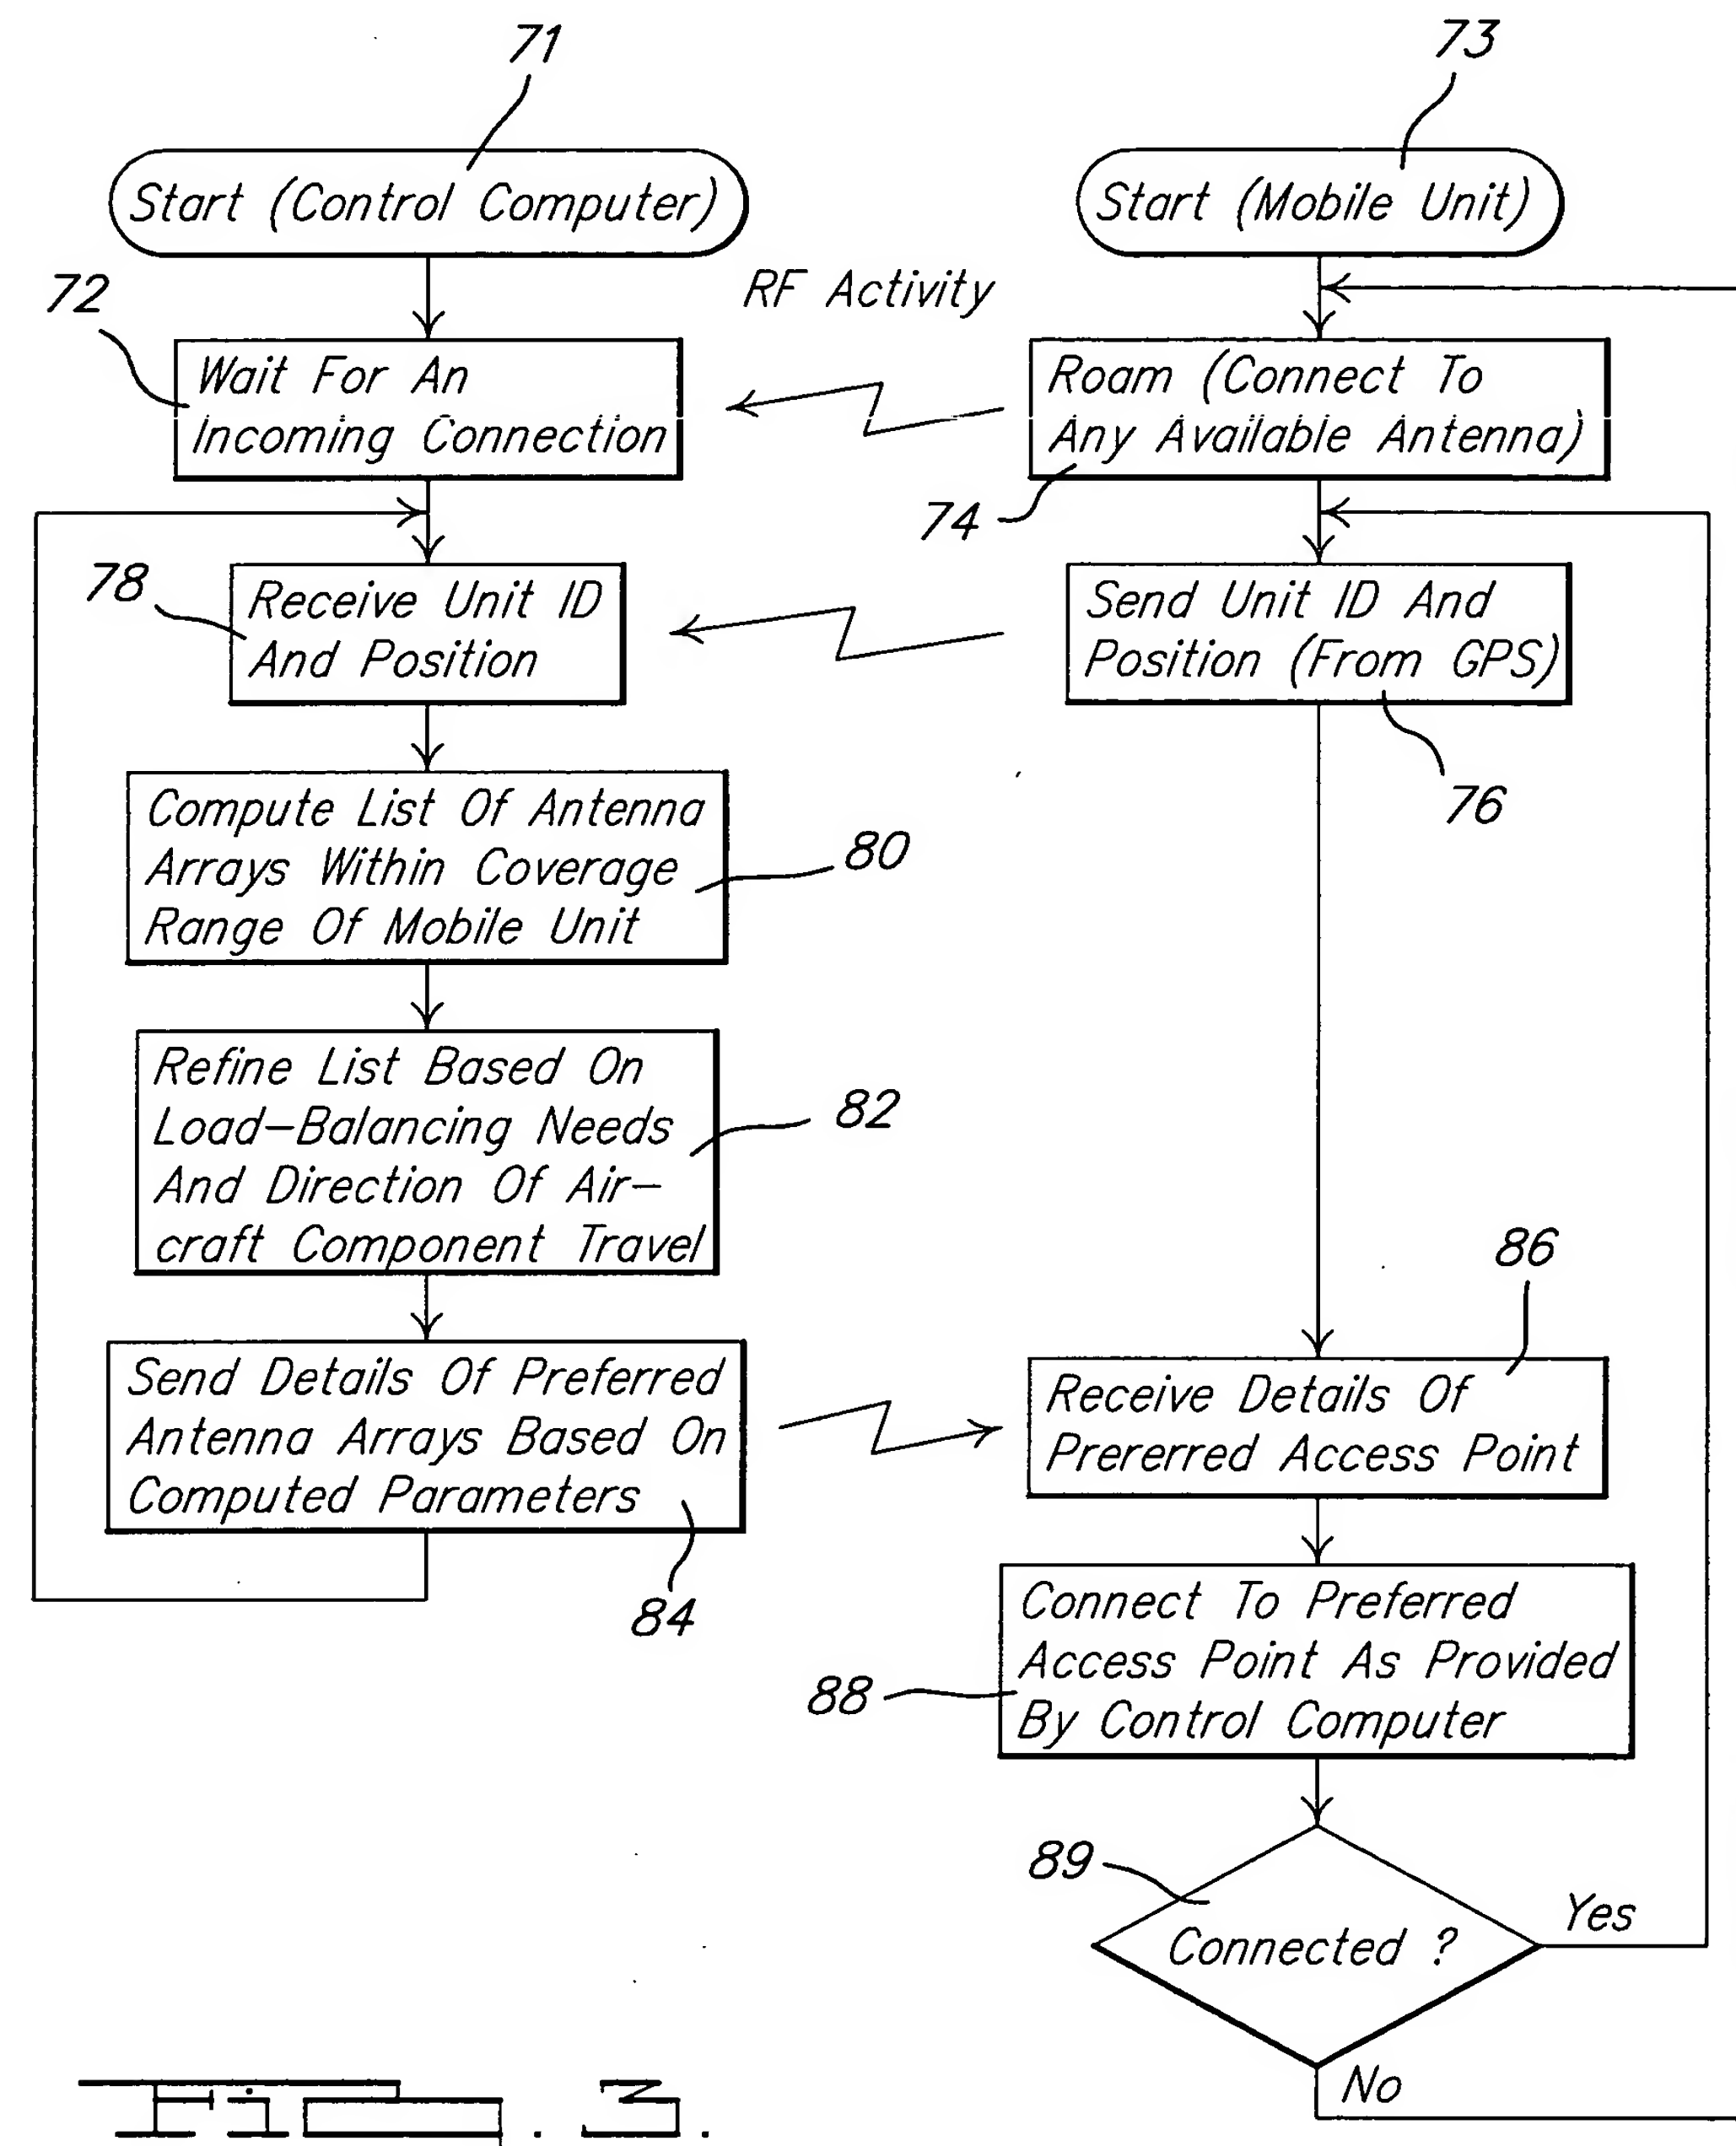 71
73
Start (Control Computer)
Start (Mobile Unit)
72
RF Activity
Wait For An
Incoming Connection
Roam (Connect To
Any Available Antenna)
74
78
Receive Unit ID
And Position
Send Unit ID And
Position (From GPS)
76
Compute List Of Antenna
Arrays Within Coverage
Range Of Mobile Unit
80
Refine List Based On
Load-Balancing Needs
And Direction Of Air-
craft Component Travel
82
86
Send Details Of Preferred
Antenna Arrays Based On
Computed Parameters
84
Receive Details Of
Prererred Access Point
Connect To Preferred
Access Point As Provided
By Control Computer
88
89
Connected ?
Yes
No
Fig. 3.